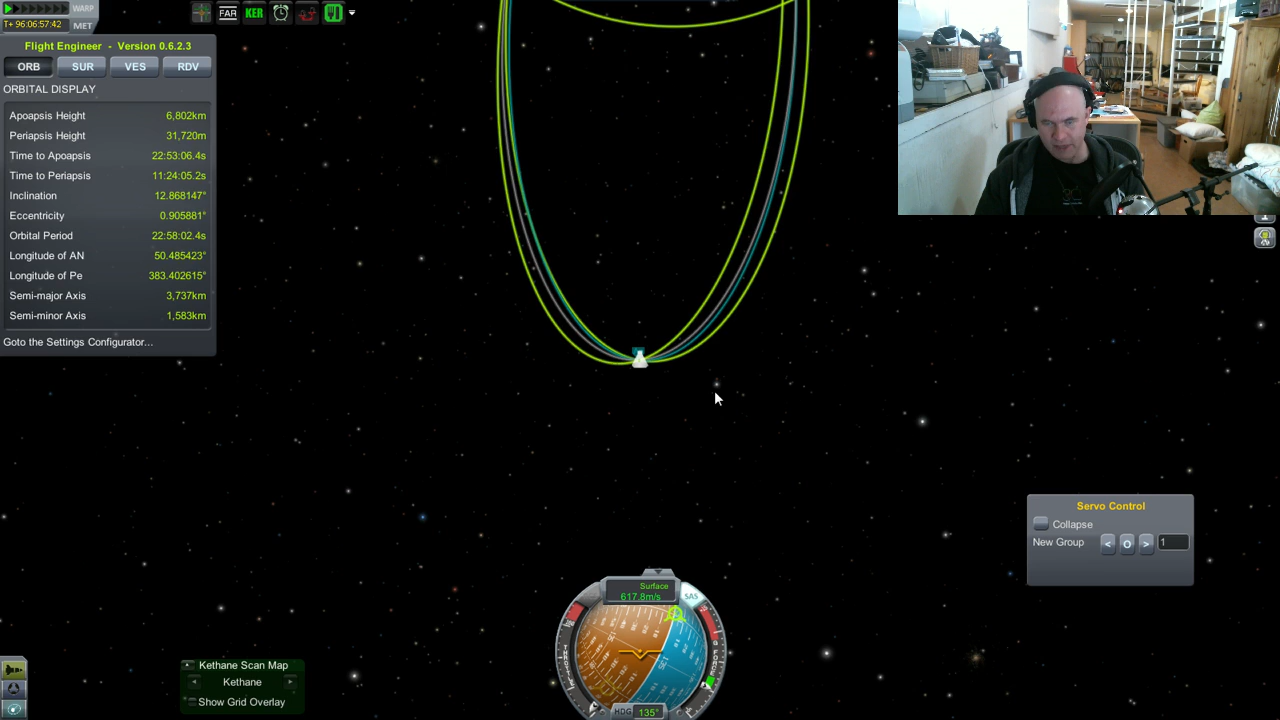 WARP
T+ 96:06:57:42 MET
FAR KER
Flight Engineer - Version 0.6.2.3
ORB SUR VES RDV
ORBITAL DISPLAY
Apoapsis Height 6,802km
Periapsis Height 31,720m
Time to Apoapsis 22:53:06.4s
Time to Periapsis 11:24:05.2s
Inclination 12.868147°
Eccentricity 0.905881°
Orbital Period 22:58:02.4s
Longitude of AN 50.485423°
Longitude of Pe 383.402615°
Semi-major Axis 3,737km
Semi-minor Axis 1,583km
Goto the Settings Configurator...
Servo Control
Collapse
New Group < O > 1
Surface
617.8m/s
SAS
HDG 135°
Kethane Scan Map
Kethane
Show Grid Overlay